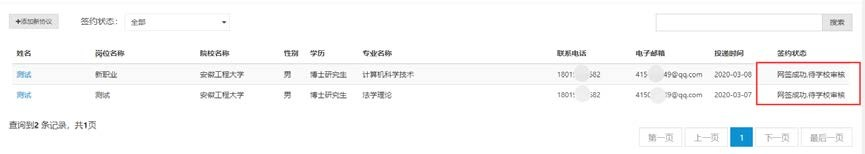 +添加新协议 签约状态： 全部 搜索
姓名 岗位名称 院校名称 性别 学历 专业名称 联系电话 电子邮箱 投递时间 签约状态
测试 新职业 安徽工程大学 男 博士研究生 计算机科学技术 1801 582 415 49@qq.com 2020-03-08 网签成功,待学校审核
测试 测试 安徽工程大学 男 博士研究生 法学理论 1801 582 4150 9@qq.com 2020-03-07 网签成功,待学校审核
查询到2 条记录，共1页
第一页 上一页 1 下一页 最后一页